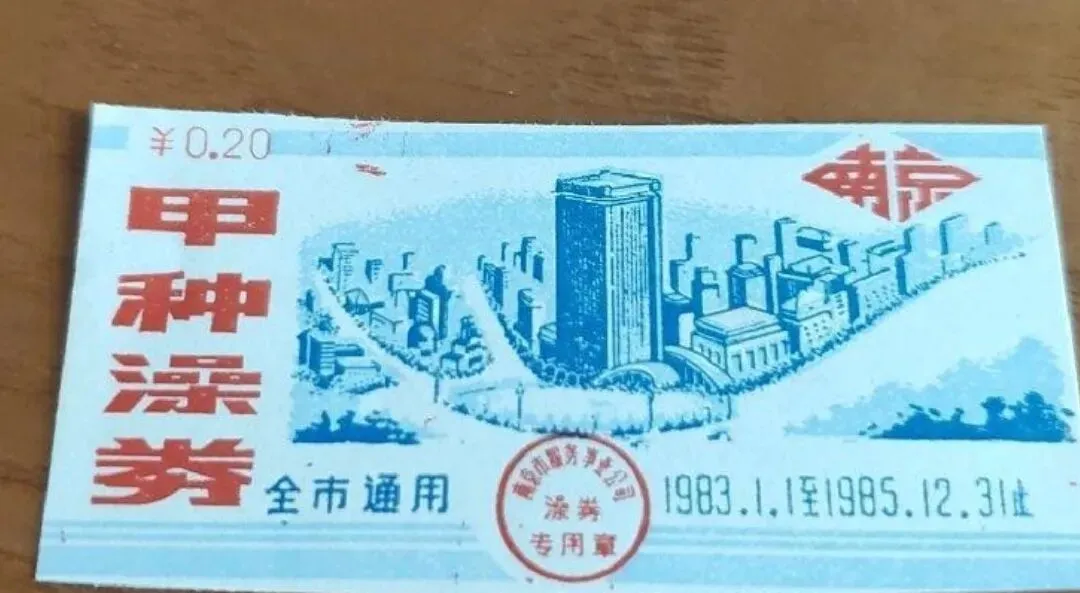 ¥0.20
南京
甲种澡券
全市通用
南京市服务事业公司
澡券
专用章
1983.1.1至1985.12.31止